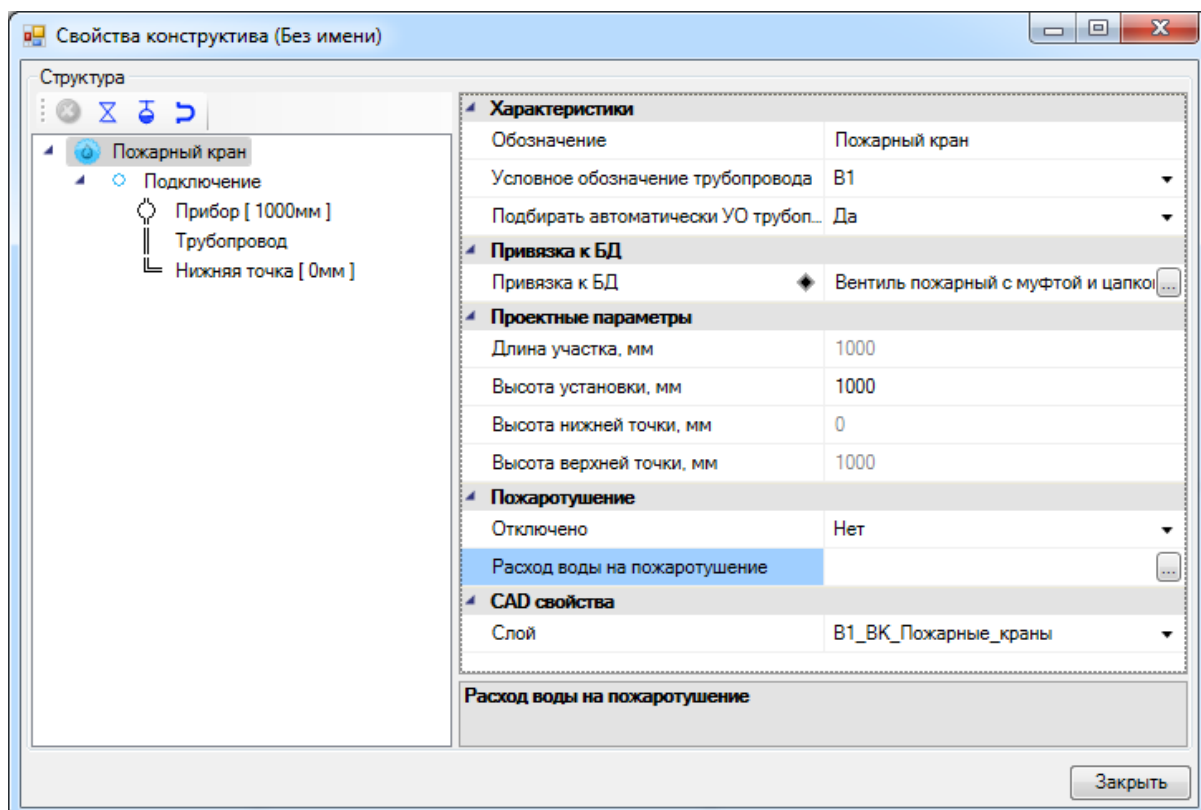 Свойства конструктива (Без имени)
Структура
Пожарный кран
Подключение
Прибор [ 1000мм ]
Трубопровод
Нижняя точка [ 0мм ]
Характеристики
Обозначение Пожарный кран
Условное обозначение трубопровода В1
Подбирать автоматически УО трубоп... Да
Привязка к БД
Привязка к БД Вентиль пожарный с муфтой и цапко ...
Проектные параметры
Длина участка, мм 1000
Высота установки, мм 1000
Высота нижней точки, мм 0
Высота верхней точки, мм 1000
Пожаротушение
Отключено Нет
Расход воды на пожаротушение ...
CAD свойства
Слой В1_ВК_Пожарные_краны
Расход воды на пожаротушение
Закрыть